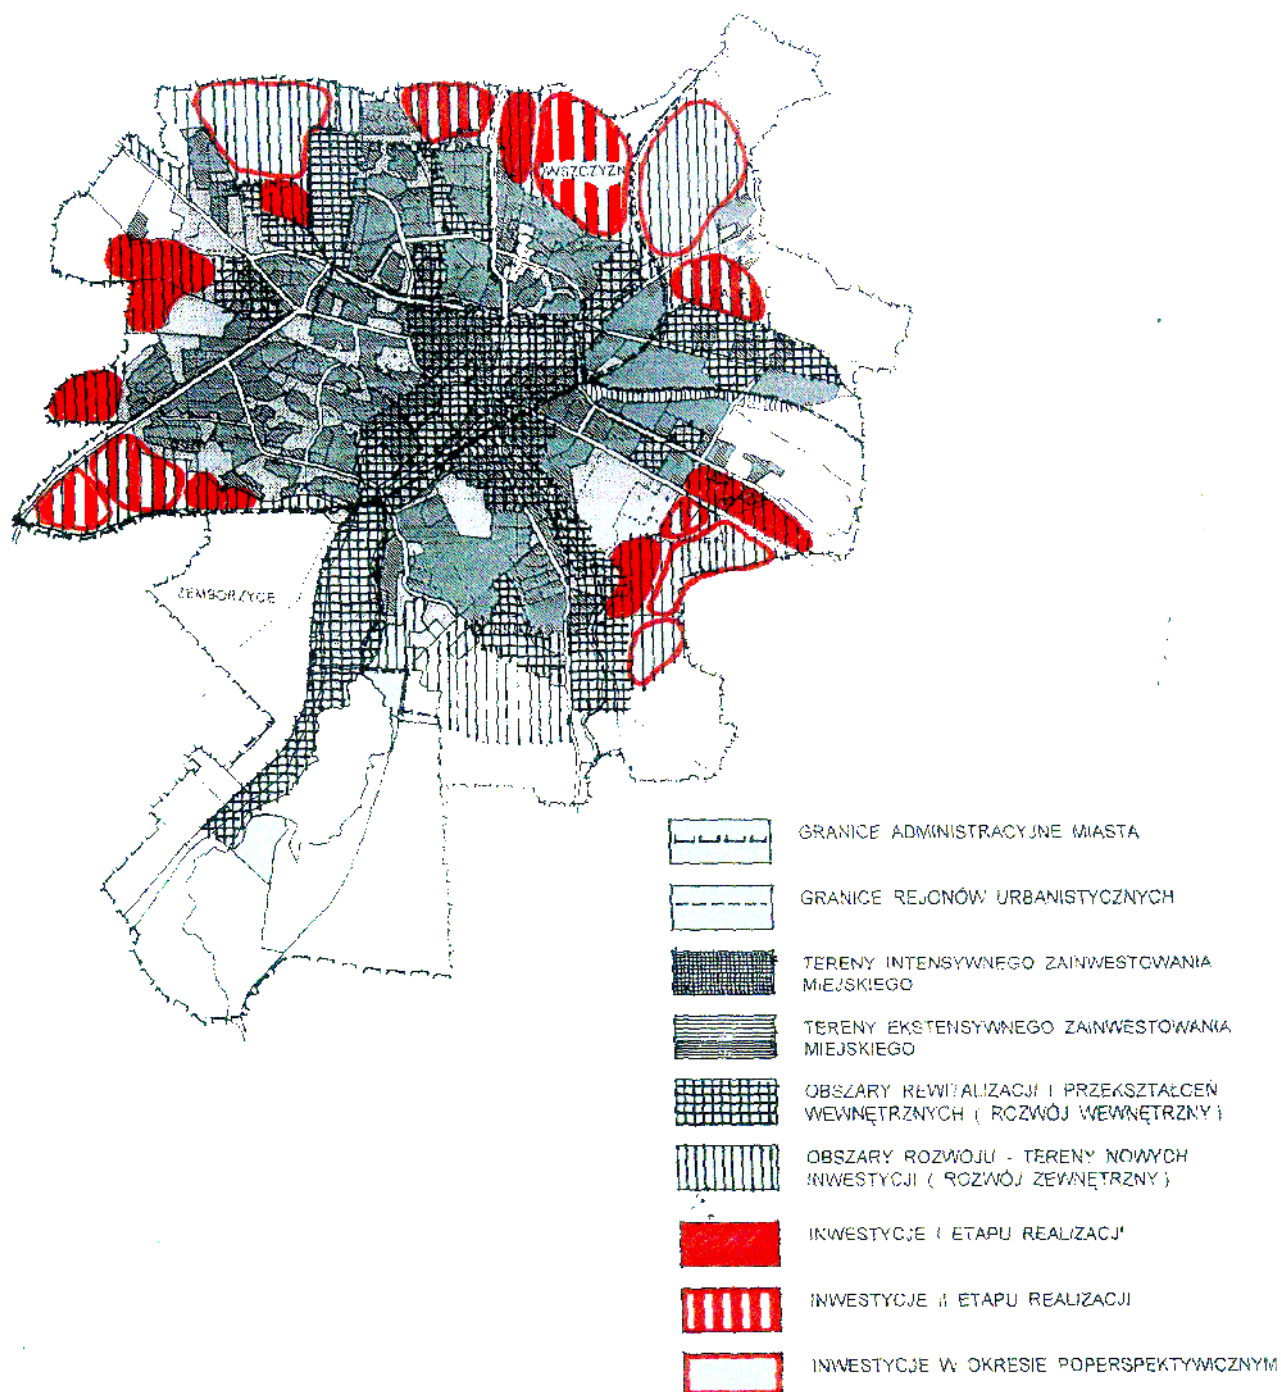 WSZCZYZN
ZEMBORZYCE
GRANICE ADMINISTRACYJNE MIASTA
GRANICE REJONÓW URBANISTYCZNYCH
TERENY INTENSYWNEGO ZAINWESTOWANIA
MIEJSKIEGO
TERENY EKSTENSYWNEGO ZAINWESTOWANIA
MIEJSKIEGO
OBSZARY REWITALIZACJI I PRZEKSZTAŁCEŃ
WEWNĘTRZNYCH ( ROZWÓJ WEWNĘTRZNY )
OBSZARY ROZWOJU - TERENY NOWYCH
INWESTYCJI ( ROZWÓJ ZEWNĘTRZNY )
INWESTYCJE I ETAPU REALIZACJI
INWESTYCJE II ETAPU REALIZACJI
INWESTYCJE W OKRESIE POPERSPEKTYWICZNYM